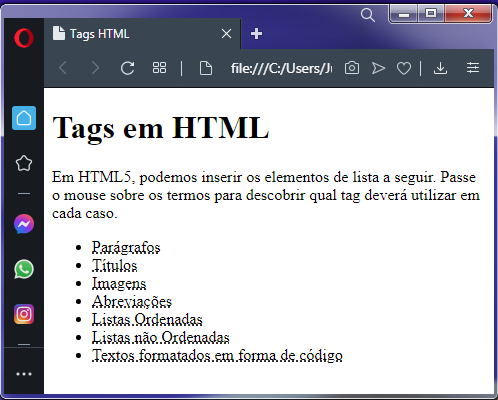 Tags HTML
file:///C:/Users/J
Tags em HTML
Em HTML5, podemos inserir os elementos de lista a seguir. Passe
o mouse sobre os termos para descobrir qual tag deverá utilizar em
cada caso.
Parágrafos
Títulos
Imagens
Abreviações
Listas Ordenadas
Listas não Ordenadas
Textos formatados em forma de código